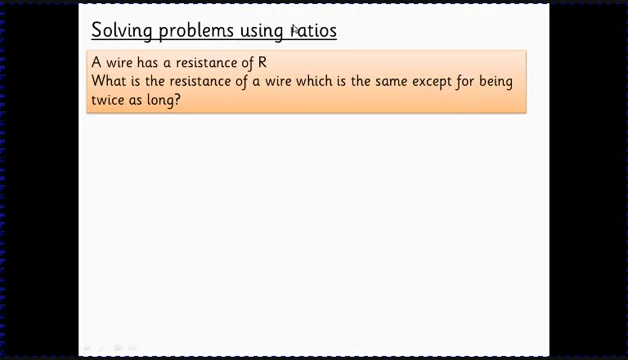 Solving problems using ratios
A wire has a resistance of R
What is the resistance of a wire which is the same except for being
twice as long?